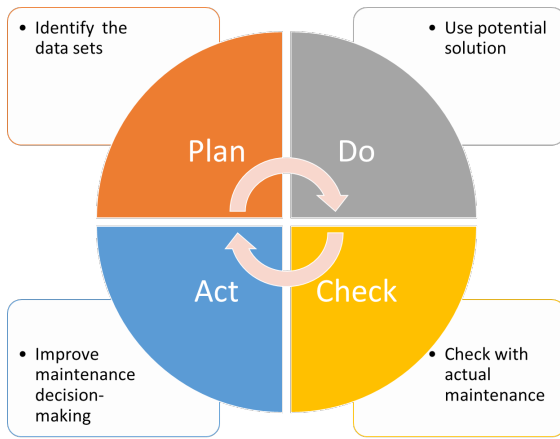 • Identify the
data sets
• Use potential
solution
Plan
Do
Act
Check
• Improve
maintenance
decision-
making
• Check with
actual
maintenance